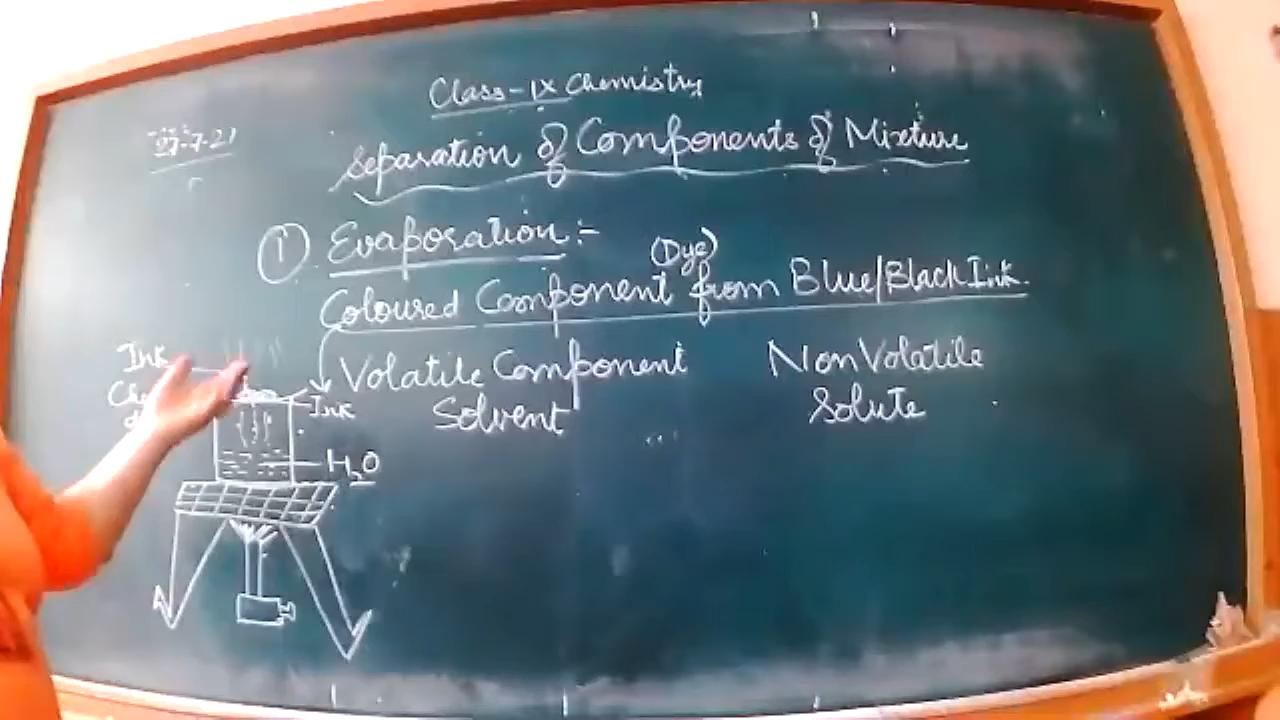 Class-IX Chemistry
27-7-21
Separation of Components of Mixture
① Evaporation :-
(Dye)
Coloured Component from Blue/Black Ink.
Volatile Component Non Volatile
Solvent Solute
Ink
Ink
H₂O